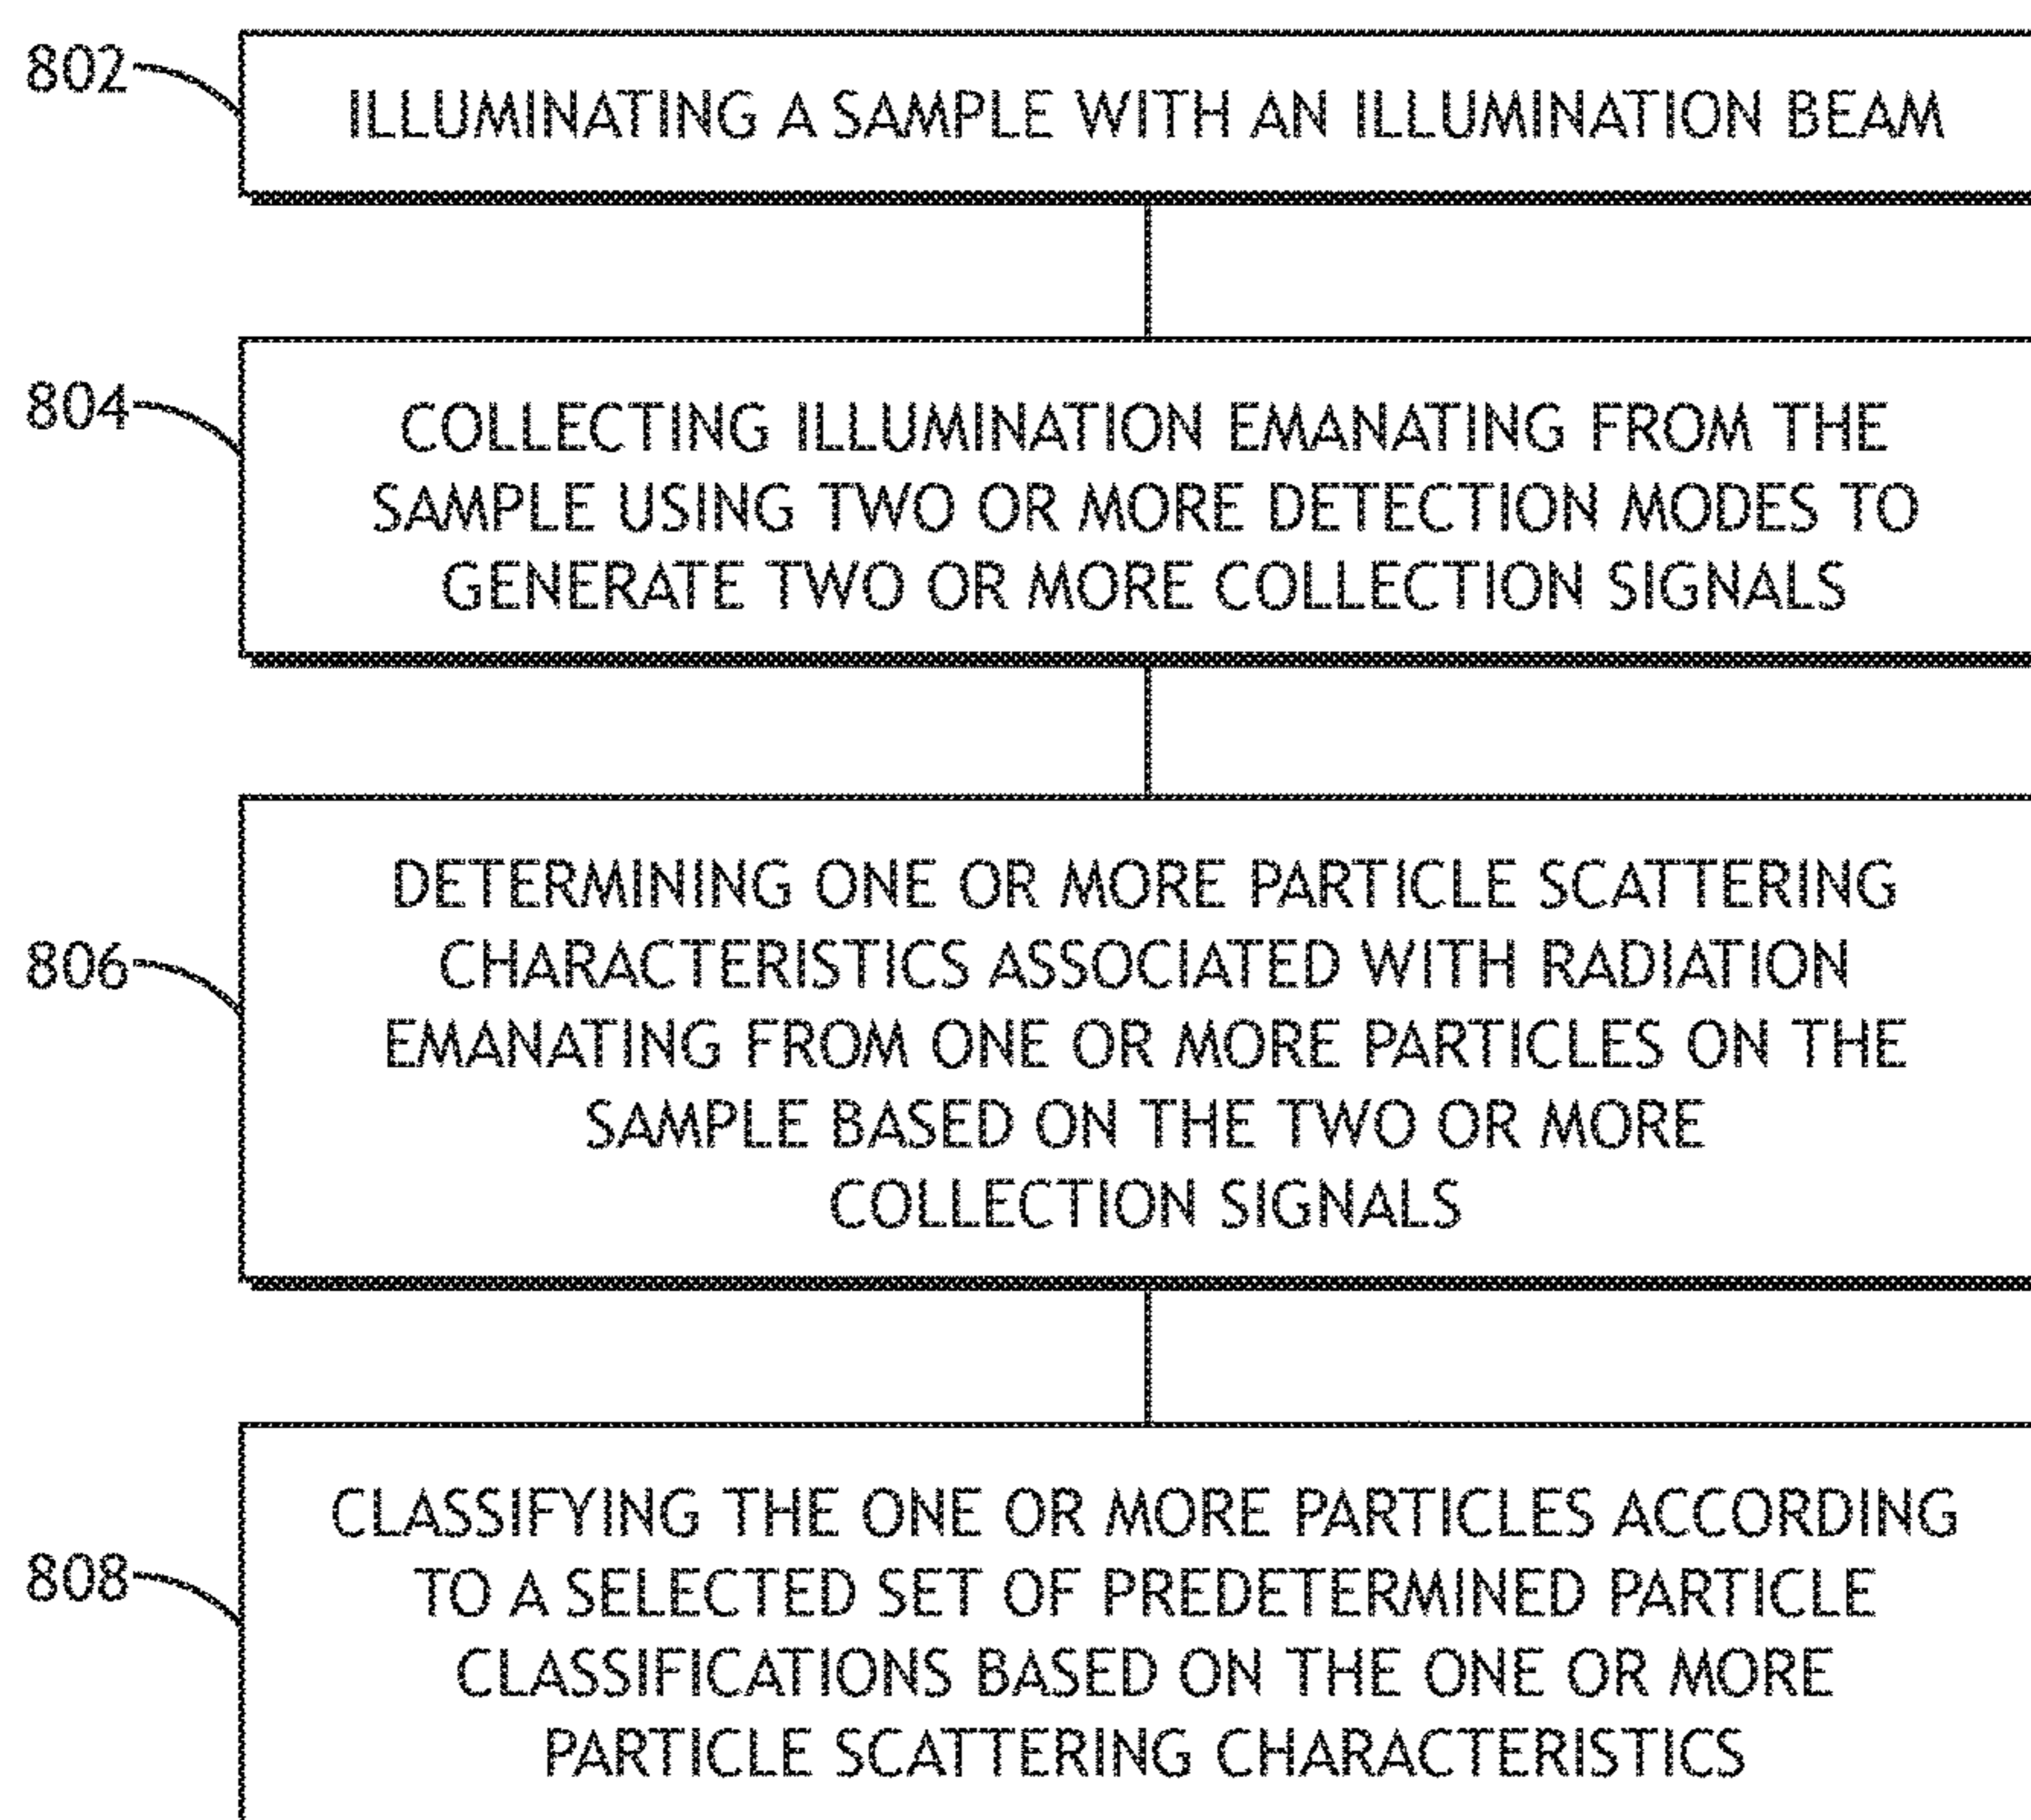 802
ILLUMINATING A SAMPLE WITH AN ILLUMINATION BEAM
804
COLLECTING ILLUMINATION EMANATING FROM THE
SAMPLE USING TWO OR MORE DETECTION MODES TO
GENERATE TWO OR MORE COLLECTION SIGNALS
806
DETERMINING ONE OR MORE PARTICLE SCATTERING
CHARACTERISTICS ASSOCIATED WITH RADIATION
EMANATING FROM ONE OR MORE PARTICLES ON THE
SAMPLE BASED ON THE TWO OR MORE
COLLECTION SIGNALS
808
CLASSIFYING THE ONE OR MORE PARTICLES ACCORDING
TO A SELECTED SET OF PREDETERMINED PARTICLE
CLASSIFICATIONS BASED ON THE ONE OR MORE
PARTICLE SCATTERING CHARACTERISTICS